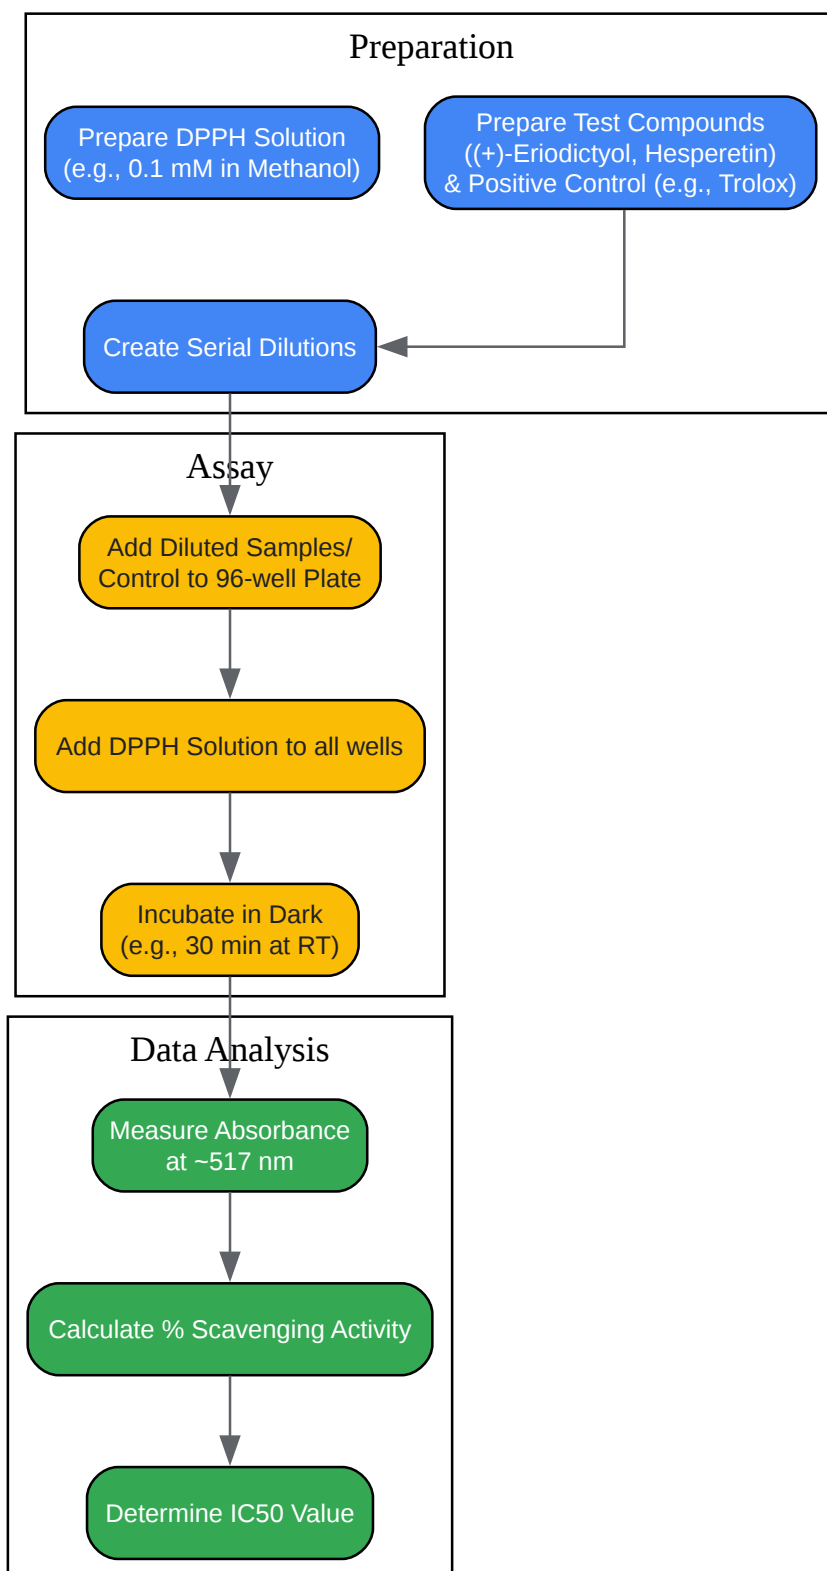 Preparation
Prepare DPPH Solution
(e.g., 0.1 mM in Methanol)
Prepare Test Compounds
((+)-Eriodictyol, Hesperetin)
& Positive Control (e.g., Trolox)
Create Serial Dilutions
Assay
Add Diluted Samples/
Control to 96-well Plate
Add DPPH Solution to all wells
Incubate in Dark
(e.g., 30 min at RT)
Data Analysis
Measure Absorbance
at ~517 nm
Calculate % Scavenging Activity
Determine IC50 Value